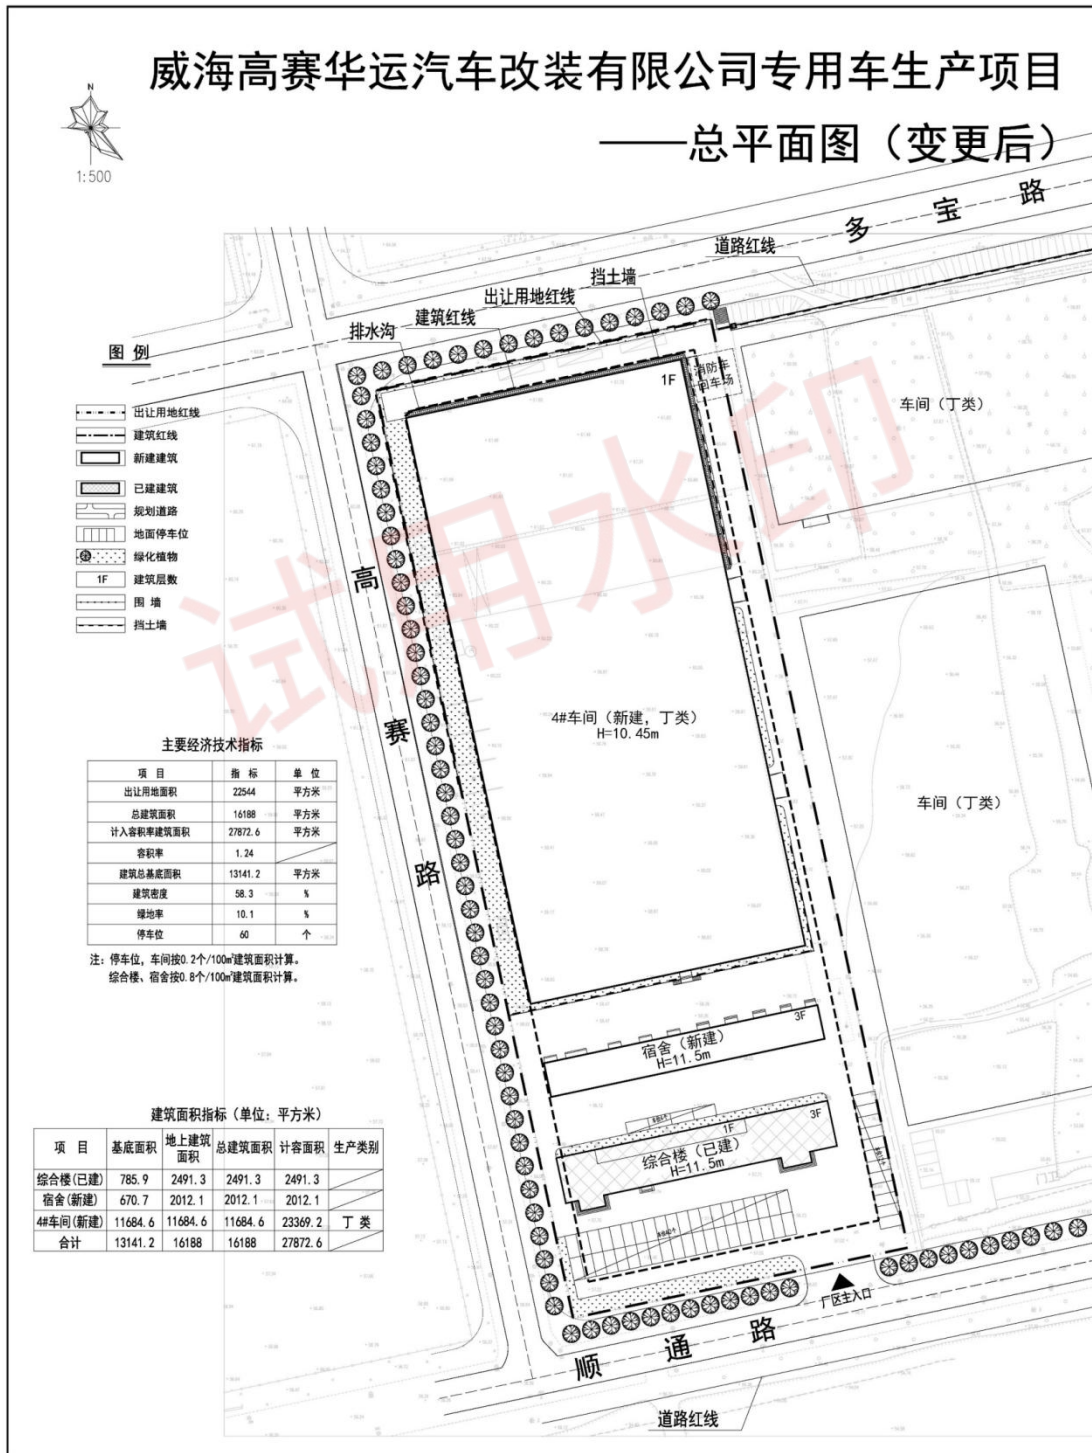 威海高赛华运汽车改装有限公司专用车生产项目
——总平面图（变更后）
N
1:500
多宝路
道路红线
挡土墙
出让用地红线
建筑红线
排水沟
图 例
出让用地红线
建筑红线
新建建筑
已建建筑
规划道路
地面停车位
绿化植物
1F 建筑层数
围 墙
挡土墙
1F
消防车
回车场
车间（丁类）
试用水印
高赛路
4#车间（新建，丁类）
H=10.45m
车间（丁类）
主要经济技术指标
项 目 指 标 单 位
出让用地面积 22544 平方米
总建筑面积 16188 平方米
计入容积率建筑面积 27872.6 平方米
容积率 1.24
建筑总基底面积 13141.2 平方米
建筑密度 58.3 %
绿地率 10.1 %
停车位 60 个
注：停车位，车间按0.2个/100㎡建筑面积计算。
综合楼、宿舍按0.8个/100㎡建筑面积计算。
3F
宿舍（新建）
H=11.5m
3F
1F
综合楼（已建）
H=11.5m
建筑面积指标（单位：平方米）
项 目 基底面积 地上建筑面积 总建筑面积 计容面积 生产类别
综合楼(已建) 785.9 2491.3 2491.3 2491.3
宿舍(新建) 670.7 2012.1 2012.1 2012.1
4#车间(新建) 11684.6 11684.6 11684.6 23369.2 丁 类
合计 13141.2 16188 16188 27872.6
厂区主入口
顺通路
道路红线